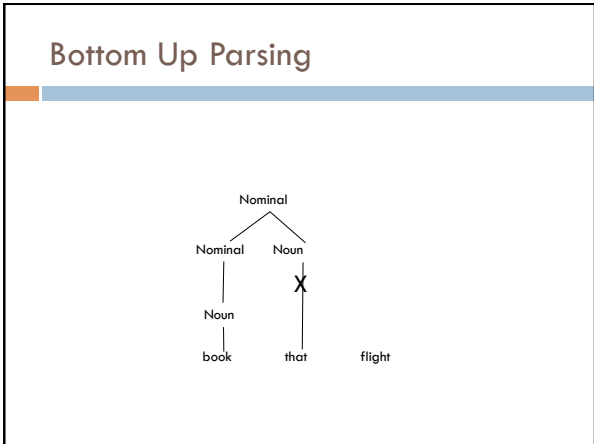 Bottom Up Parsing
Nominal
Nominal Noun
X
Noun
book that flight